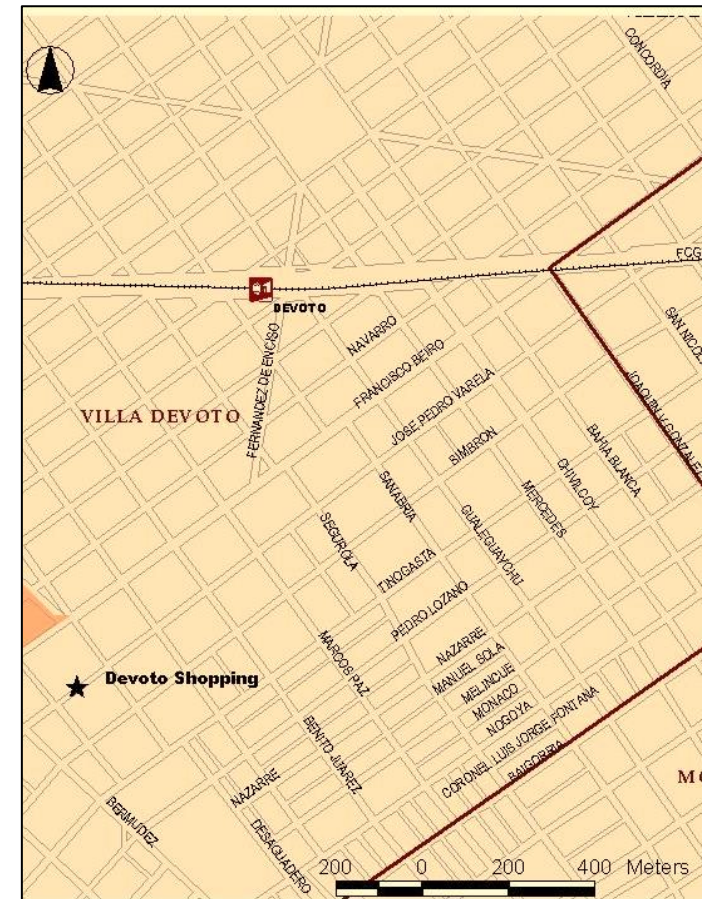 CONCORDIA
FCG
DEVOTO
SAN NICOL
NAVARRO
FERNANDEZ DE ENCISO
FRANCISCO BEIRO
JOSE PEDRO VARELA
JOAQUIN V GONZALEZ
VILLA DEVOTO
BIMBRON
BAHIA BLANCA
CHIVILCOY
SANABRIA
MERCEDES
GUALEGUAYCHU
SEGUROLA
TINOGASTA
PEDRO LOZANO
MARCOS PAZ
NAZARRE
MANUEL SOLA
MELINCUE
MONACO
NOGOYA
Devoto Shopping
CORONEL LUIS JORGE FONTANA
BAIGORRIA
BENITO JUAREZ
MO
NAZARRE
BERMUDEZ
DESAGUADERO
200 0 200 400 Meters